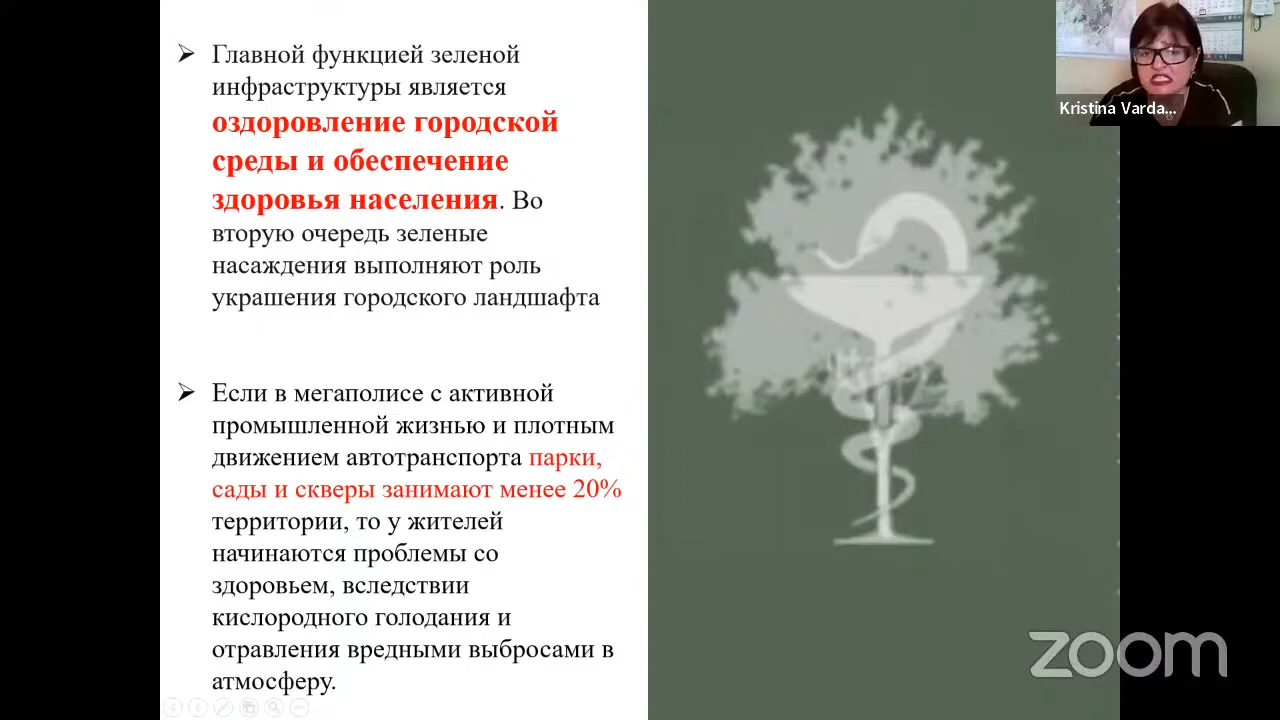 Главной функцией зеленой
инфраструктуры является
оздоровление городской
среды и обеспечение
здоровья населения. Во
вторую очередь зеленые
насаждения выполняют роль
украшения городского ландшафта
Если в мегаполисе с активной
промышленной жизнью и плотным
движением автотранспорта парки,
сады и скверы занимают менее 20%
территории, то у жителей
начинаются проблемы со
здоровьем, вследствии
кислородного голодания и
отравления вредными выбросами в
атмосферу.
Kristina Varda...
zoom